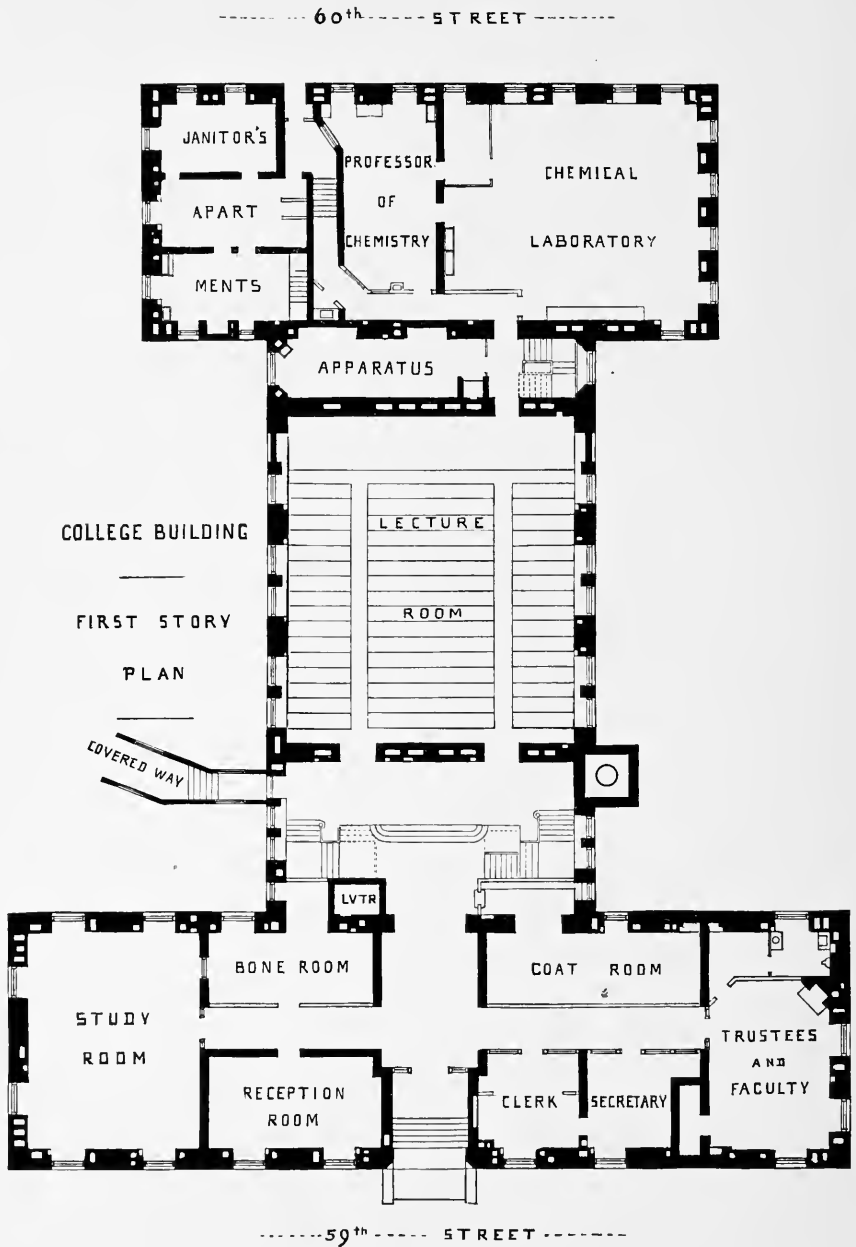 60th STREET
JANITOR'S
APART
MENTS
PROFESSOR
OF
CHEMISTRY
CHEMICAL
LABORATORY
APPARATUS
LECTURE
ROOM
COLLEGE BUILDING
FIRST STORY
PLAN
COVERED WAY
LVTR
BONE ROOM
COAT ROOM
STUDY
ROOM
RECEPTION
ROOM
CLERK
SECRETARY
TRUSTEES
AND
FACULTY
59th STREET